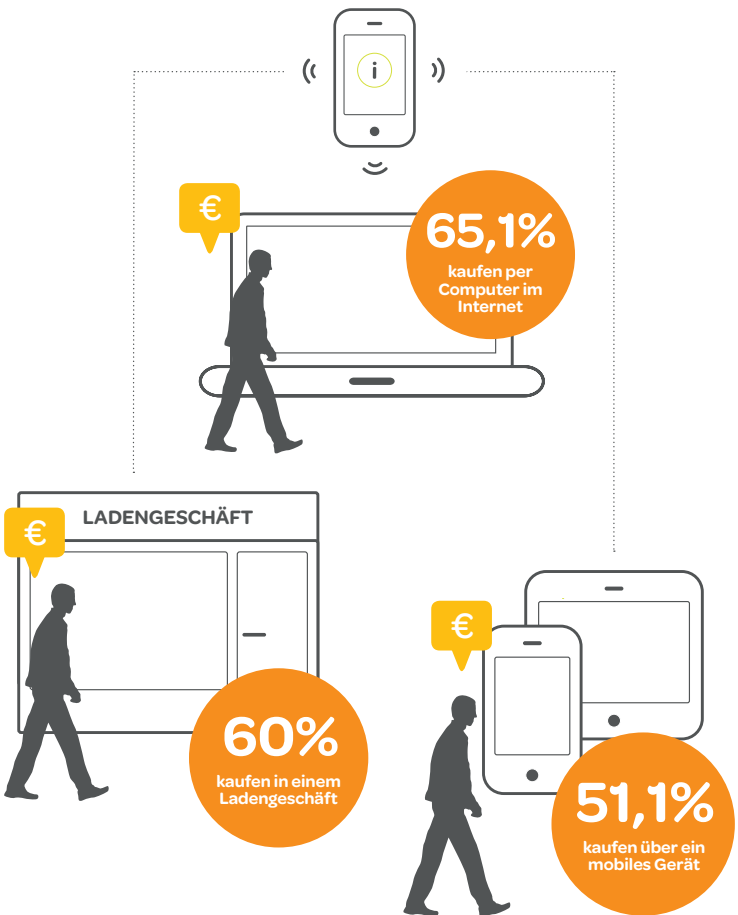 i
€
65,1%
kaufen per
Computer im
Internet
LADENGESCHÄFT
€
60%
kaufen in einem
Ladengeschäft
€
51,1%
kaufen über ein
mobiles Gerät